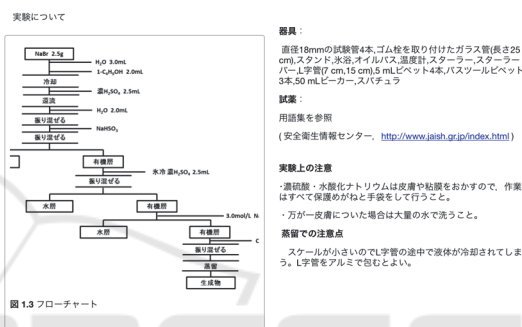 実験について
NaBr 2.5g
H₂O 3.0mL
1-C₄H₉OH 2.0mL
冷却
濃H₂SO₄ 2.5mL
還流
H₂O 2.0mL
振り混ぜる
NaHSO₃
振り混ぜる
有機層
氷冷 濃H₂SO₄ 2.5mL
振り混ぜる
水層
有機層
3.0mol/L N
水層
有機層
C
振り混ぜる
蒸留
生成物
図 1.3 フローチャート
器具：
直径18mmの試験管4本,ゴム栓を取り付けたガラス管(長さ25
cm),スタンド,氷浴,オイルバス,温度計,スターラー,スターラー
バー,L字管(7 cm,15 cm),5 mLピペット4本,パスツールピペット
3本,50 mLビーカー,スパチュラ
試薬：
用語集を参照
( 安全衛生情報センター，http://www.jaish.gr.jp/index.html )
実験上の注意
･濃硫酸・水酸化ナトリウムは皮膚や粘膜をおかすので，作業
はすべて保護めがねと手袋をして行うこと。
・万が一皮膚についた場合は大量の水で洗うこと。
蒸留での注意点
スケールが小さいのでL字管の途中で液体が冷却されてしま
う。L字管をアルミで包むとよい。